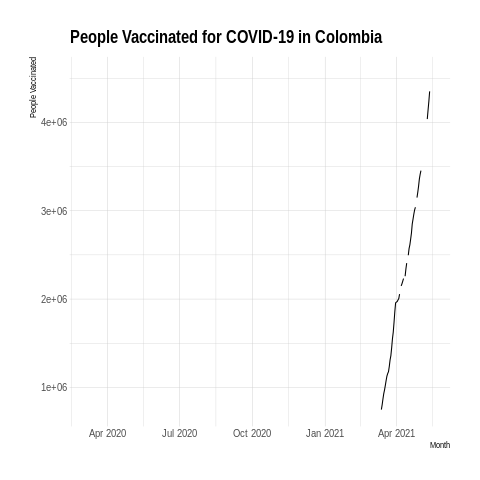 People Vaccinated for COVID-19 in Colombia
People Vaccinated
4e+06
3e+06
2e+06
1e+06
Apr 2020 Jul 2020 Oct 2020 Jan 2021 Apr 2021
Month